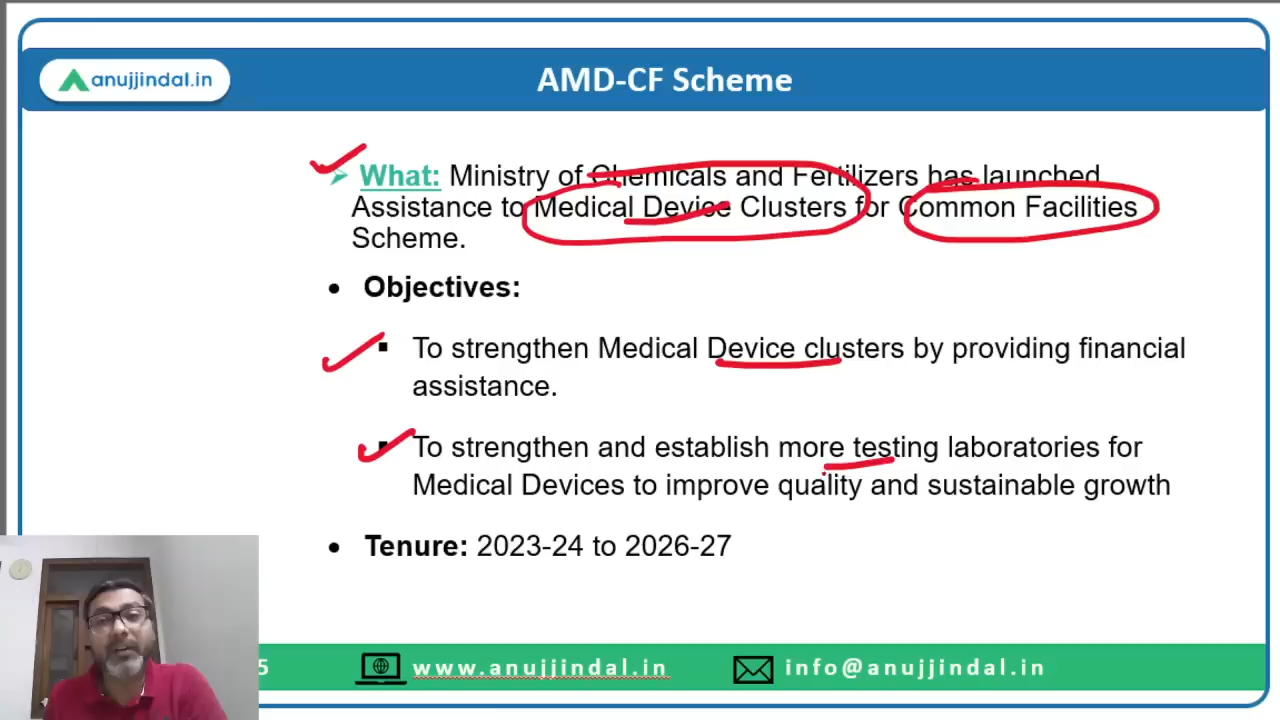 anujjindal.in
AMD-CF Scheme
What: Ministry of Chemicals and Fertilizers has launched
Assistance to Medical Device Clusters for Common Facilities
Scheme.
Objectives:
To strengthen Medical Device clusters by providing financial
assistance.
To strengthen and establish more testing laboratories for
Medical Devices to improve quality and sustainable growth
Tenure: 2023-24 to 2026-27
5 www.anujjindal.in info@anujjindal.in